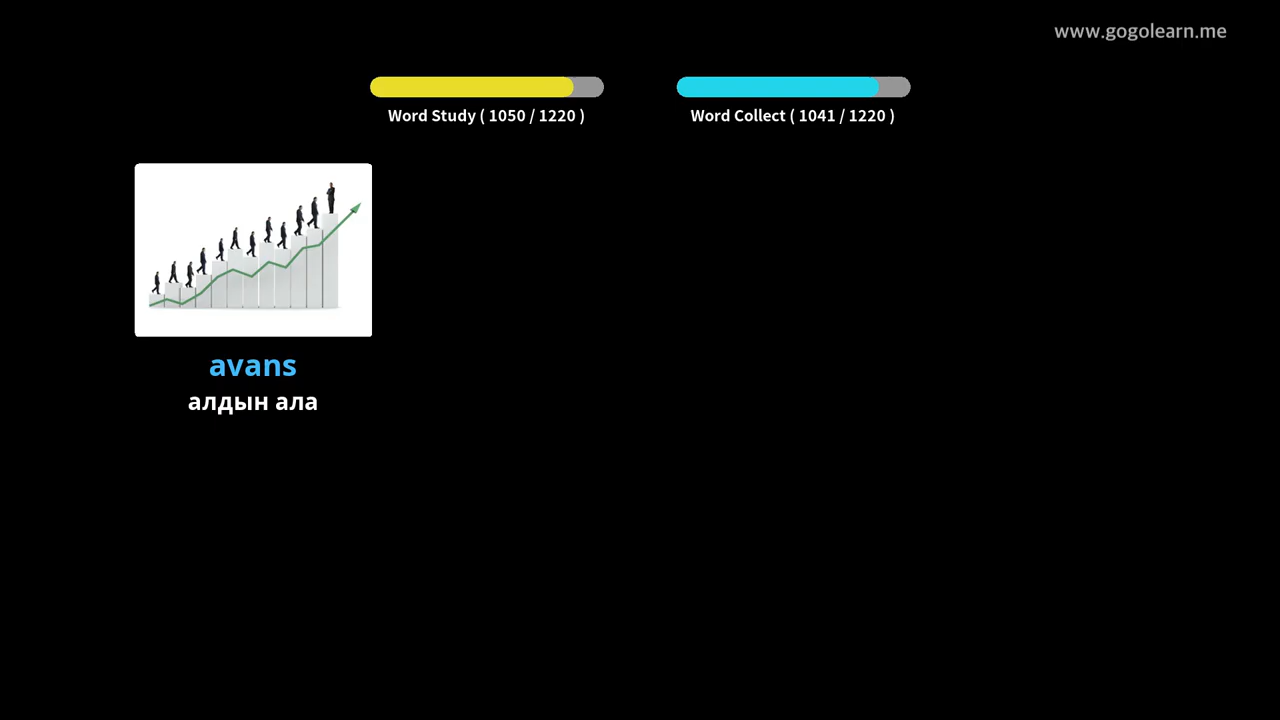 www.gogolearn.me
Word Study ( 1050 / 1220 )
Word Collect ( 1041 / 1220 )
avans
алдын ала